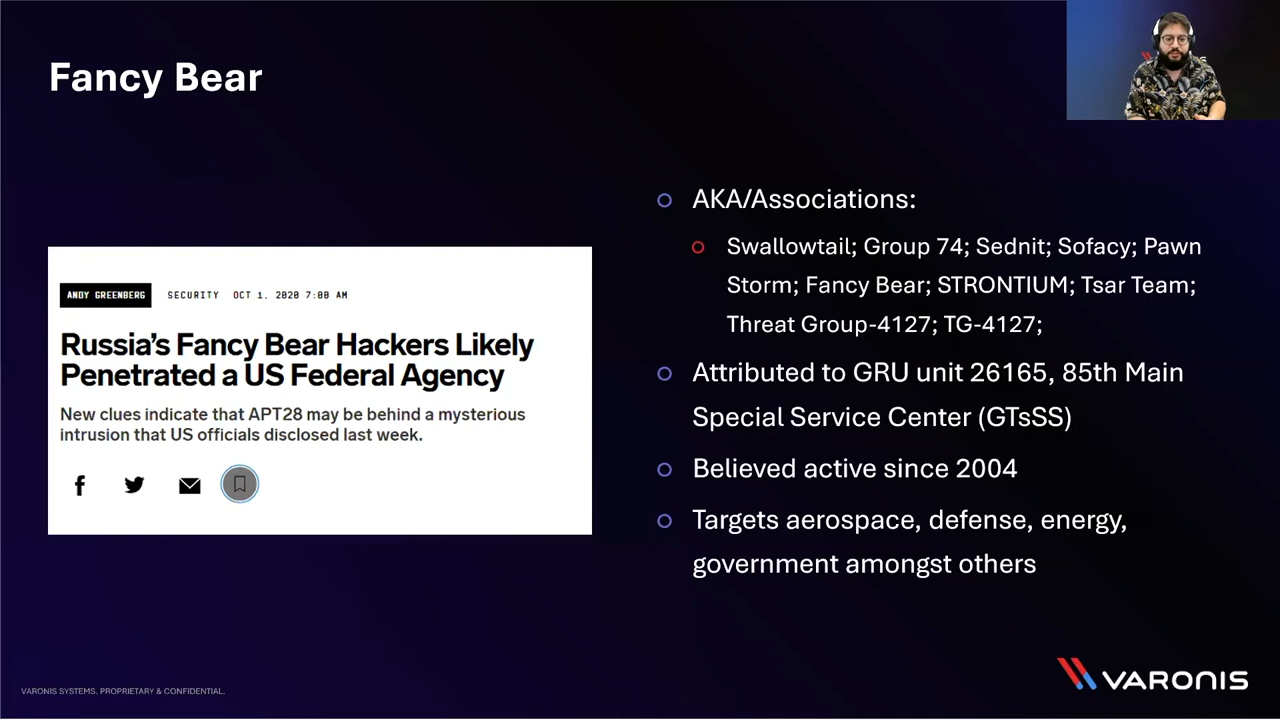 Fancy Bear
ANDY GREENBERG SECURITY OCT 1, 2020 7:00 AM
Russia’s Fancy Bear Hackers Likely
Penetrated a US Federal Agency
New clues indicate that APT28 may be behind a mysterious
intrusion that US officials disclosed last week.
AKA/Associations:
Swallowtail; Group 74; Sednit; Sofacy; Pawn
Storm; Fancy Bear; STRONTIUM; Tsar Team;
Threat Group-4127; TG-4127;
Attributed to GRU unit 26165, 85th Main
Special Service Center (GTsSS)
Believed active since 2004
Targets aerospace, defense, energy,
government amongst others
VARONIS SYSTEMS. PROPRIETARY & CONFIDENTIAL.
VARONIS